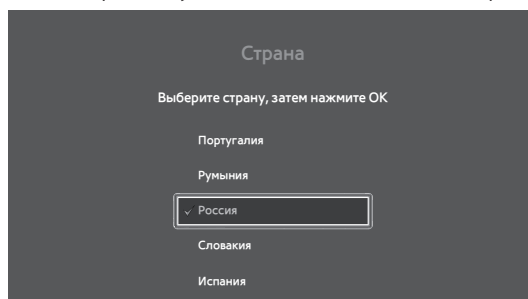 Страна
Выберите страну, затем нажмите OK
Португалия
Румыния
✓ Россия
Словакия
Испания